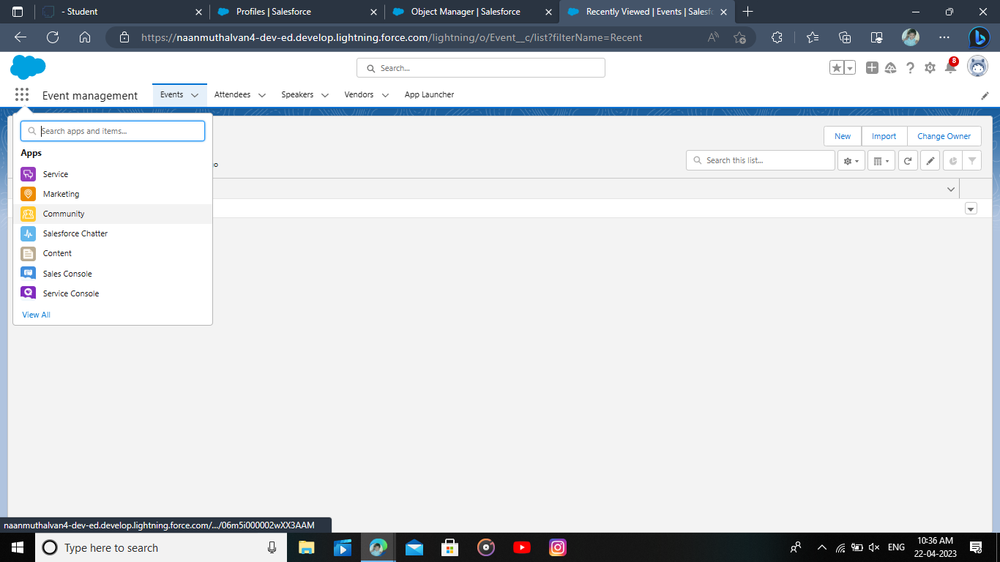 - Student
Profiles | Salesforce
Object Manager | Salesforce
Recently Viewed | Events | Salesfo
https://naanmuthalvan4-dev-ed.develop.lightning.force.com/lightning/o/Event__c/list?filterName=Recent
Search...
8
Event management
Events
Attendees
Speakers
Vendors
App Launcher
Search apps and items...
Apps
Service
Marketing
Community
Salesforce Chatter
Content
Sales Console
Service Console
View All
New
Import
Change Owner
o
Search this list...
naanmuthalvan4-dev-ed.develop.lightning.force.com/.../06m5i000002wXX3AAM
Type here to search
ENG
10:36 AM
22-04-2023